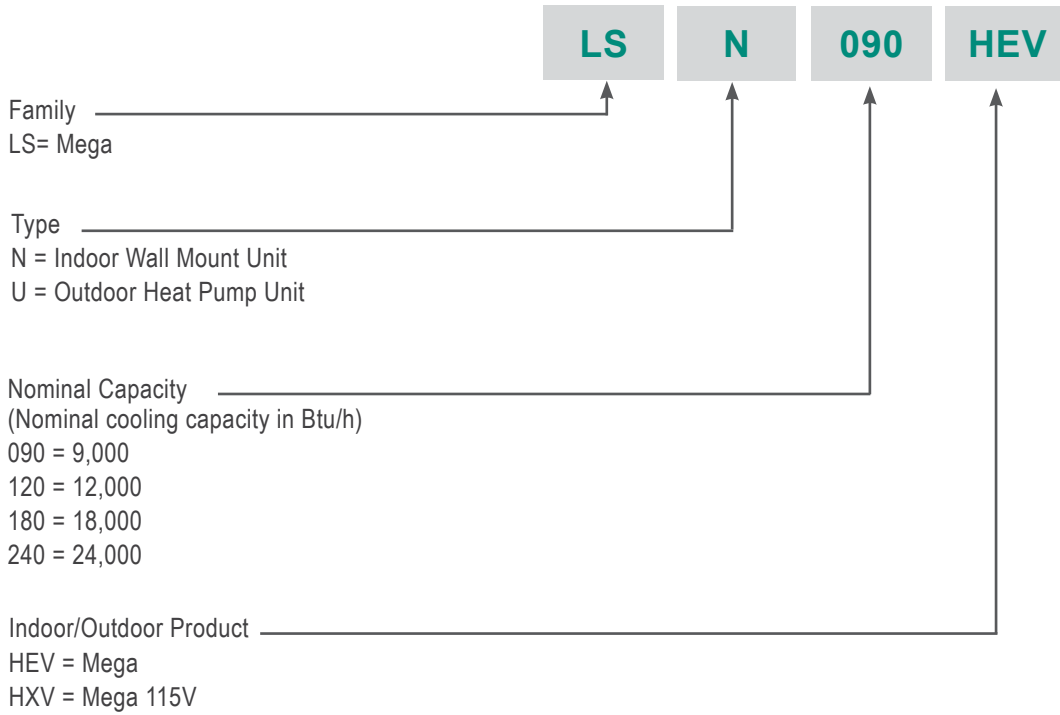 LS N 090 HEV
Family
LS= Mega
Type
N = Indoor Wall Mount Unit
U = Outdoor Heat Pump Unit
Nominal Capacity
(Nominal cooling capacity in Btu/h)
090 = 9,000
120 = 12,000
180 = 18,000
240 = 24,000
Indoor/Outdoor Product
HEV = Mega
HXV = Mega 115V